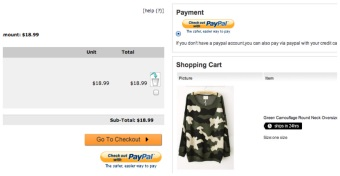 [help [?]]
mount: $18.99
Unit Total
$18.99 $18.99
Sub-Total: $18.99
Go To Checkout
Check out with PayPal
The safer, easier way to pay
Payment
Check out with PayPal
The safer, easier way to pay
If you don't have a paypal account,you can also pay via paypal with your credit ca
Shopping Cart
Picture Item
Green Camouflage Round Neck Oversize
ships in 24hrs
Size:one size